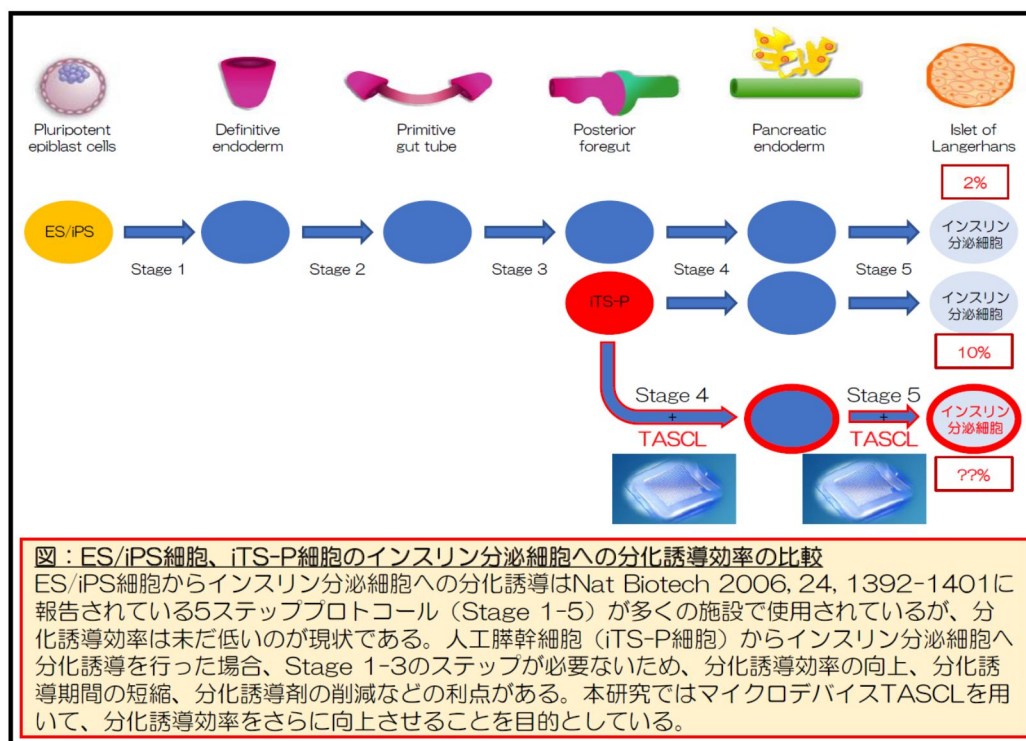 Pluripotent
epiblast cells
Definitive
endoderm
Primitive
gut tube
Posterior
foregut
Pancreatic
endoderm
Islet of
Langerhans
2%
ES/iPS
Stage 1
Stage 2
Stage 3
Stage 4
Stage 5
インスリン
分泌細胞
iTS-P
インスリン
分泌細胞
10%
Stage 4
+
TASCL
Stage 5
+
TASCL
インスリン
分泌細胞
??%
図：ES/iPS細胞、iTS-P細胞のインスリン分泌細胞への分化誘導効率の比較
ES/iPS細胞からインスリン分泌細胞への分化誘導はNat Biotech 2006, 24, 1392-1401に
報告されている5ステッププロトコール（Stage 1-5）が多くの施設で使用されているが、分
化誘導効率は未だ低いのが現状である。人工膵幹細胞（iTS-P細胞）からインスリン分泌細胞へ
分化誘導を行った場合、Stage 1-3のステップが必要ないため、分化誘導効率の向上、分化誘
導期間の短縮、分化誘導剤の削減などの利点がある。本研究ではマイクロデバイスTASCLを用
いて、分化誘導効率をさらに向上させることを目的としている。